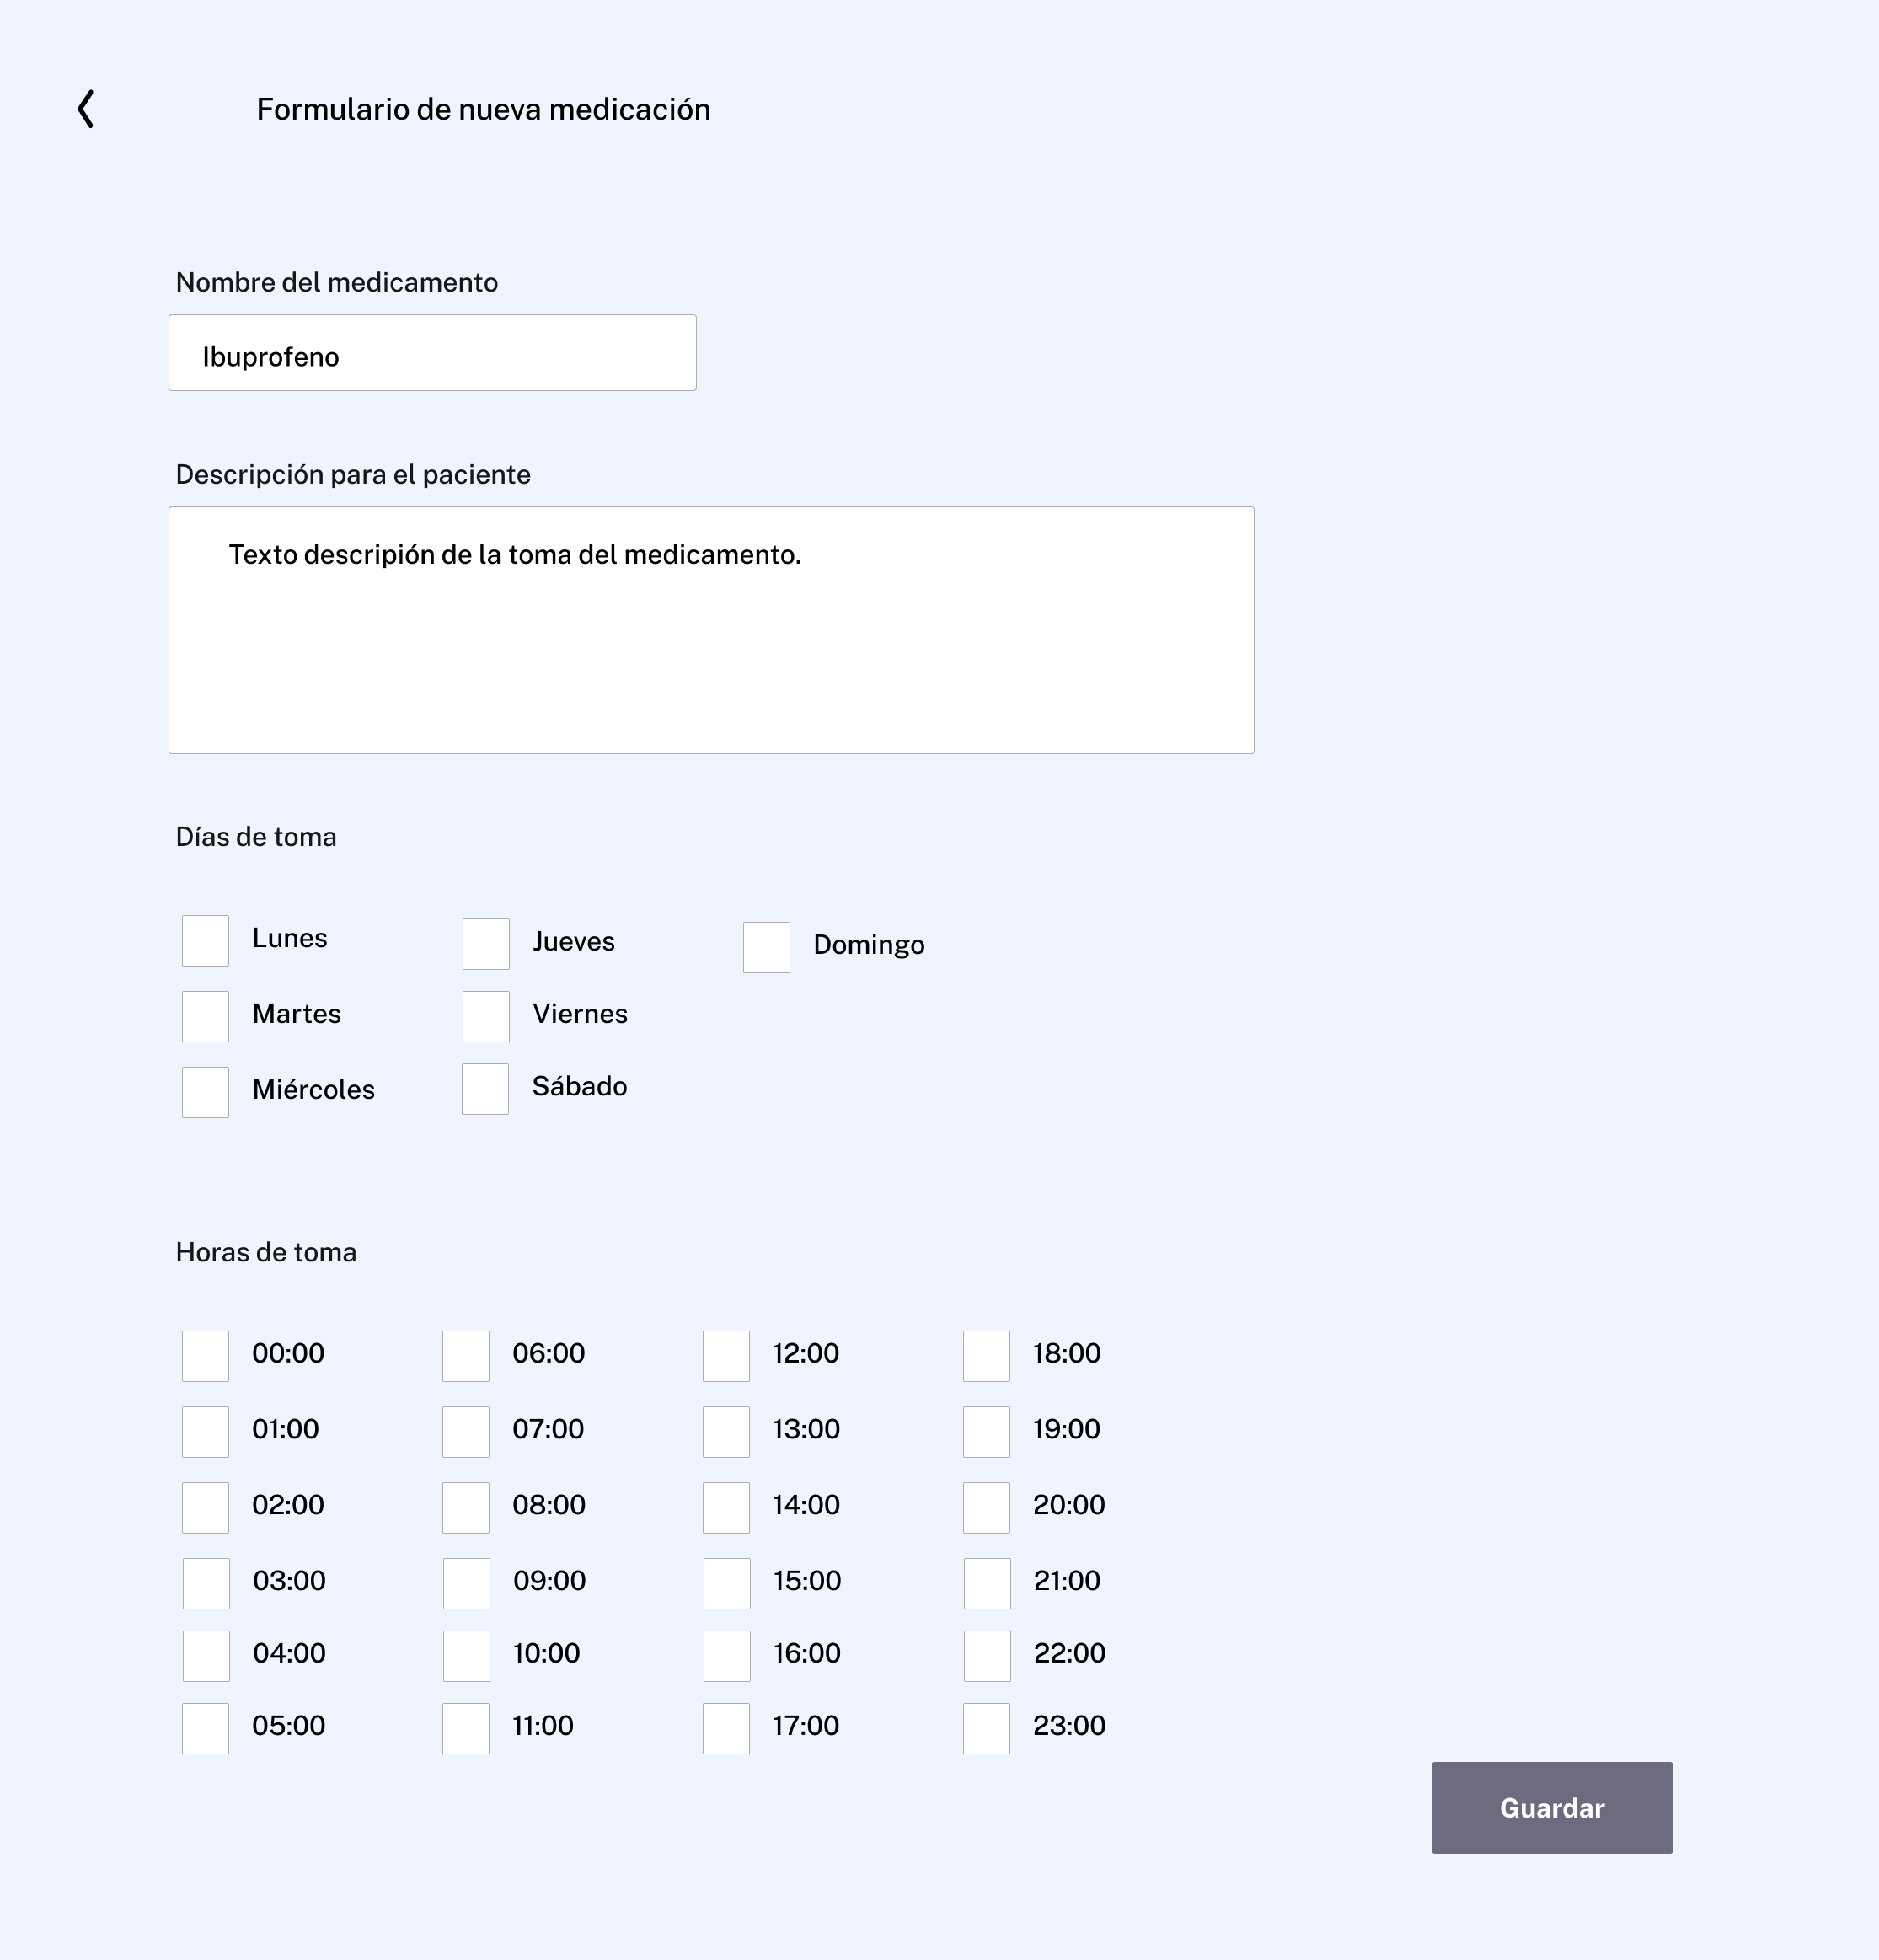 Formulario de nueva medicación
Nombre del medicamento
Ibuprofeno
Descripción para el paciente
Texto descripión de la toma del medicamento.
Días de toma
Lunes Jueves Domingo
Martes Viernes
Miércoles Sábado
Horas de toma
00:00 06:00 12:00 18:00
01:00 07:00 13:00 19:00
02:00 08:00 14:00 20:00
03:00 09:00 15:00 21:00
04:00 10:00 16:00 22:00
05:00 11:00 17:00 23:00
Guardar